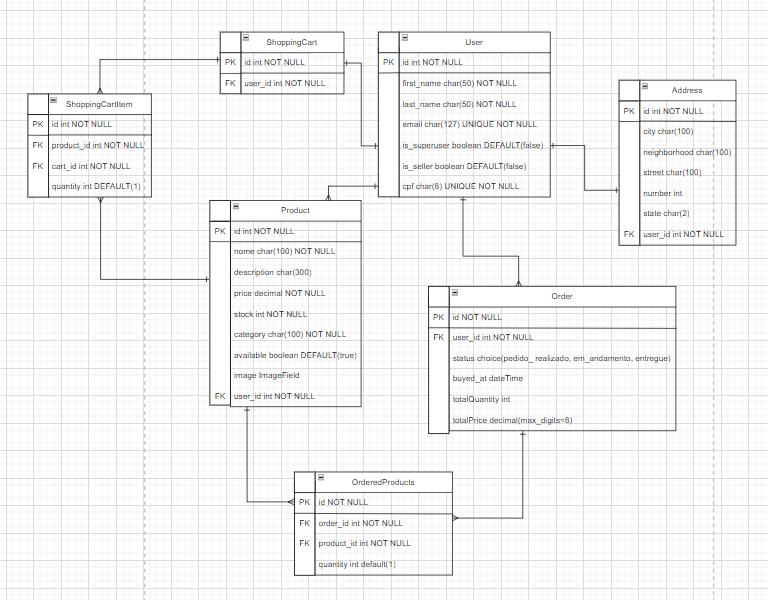 ShoppingCart
PK id int NOT NULL
FK user_id int NOT NULL
User
PK id int NOT NULL
first_name char(50) NOT NULL
last_name char(50) NOT NULL
email char(127) UNIQUE NOT NULL
is_superuser boolean DEFAULT(false)
is_seller boolean DEFAULT(false)
cpf char(8) UNIQUE NOT NULL
Address
PK id int NOT NULL
city char(100)
neighborhood char(100)
street char(100)
number int
state char(2)
FK user_id int NOT NULL
ShoppingCartItem
PK id int NOT NULL
FK product_id int NOT NULL
FK cart_id int NOT NULL
quantity int DEFAULT(1)
Product
PK id int NOT NULL
nome char(100) NOT NULL
description char(300)
price decimal NOT NULL
stock int NOT NULL
category char(100) NOT NULL
available boolean DEFAULT(true)
image ImageField
FK user_id int NOT NULL
Order
PK id NOT NULL
FK user_id int NOT NULL
status choice(pedido_ realizado, em_andamento, entregue)
buyed_at dateTime
totalQuantity int
totalPrice decimal(max_digits=8)
OrderedProducts
PK id NOT NULL
FK order_id int NOT NULL
FK product_id int NOT NULL
quantity int default(1)